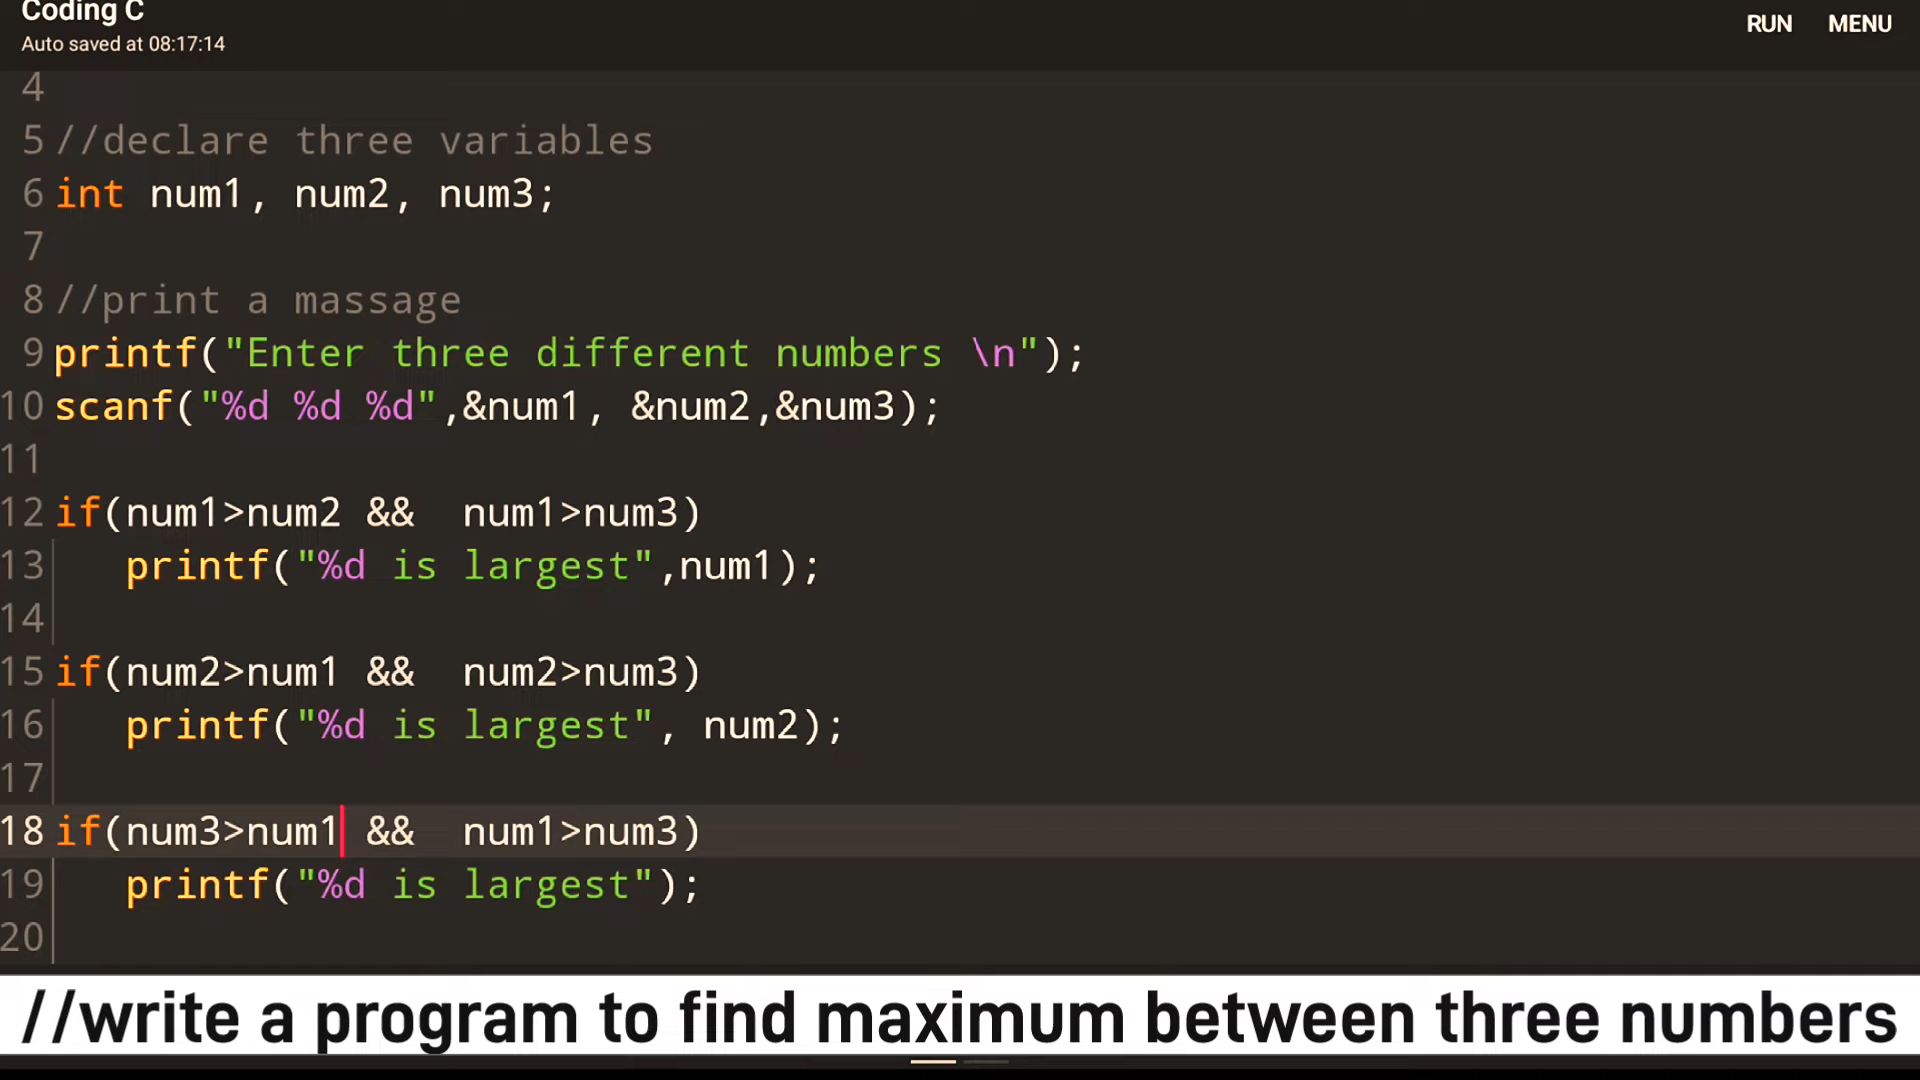 Coding C
Auto saved at 08:17:14
RUN MENU
4
5 //declare three variables
6 int num1, num2, num3;
7
8 //print a massage
9 printf("Enter three different numbers \n");
10 scanf("%d %d %d",&num1, &num2,&num3);
11
12 if(num1>num2 &&  num1>num3)
13    printf("%d is largest",num1);
14
15 if(num2>num1 &&  num2>num3)
16    printf("%d is largest", num2);
17
18 if(num3>num1 &&  num1>num3)
19    printf("%d is largest");
20
//write a program to find maximum between three numbers